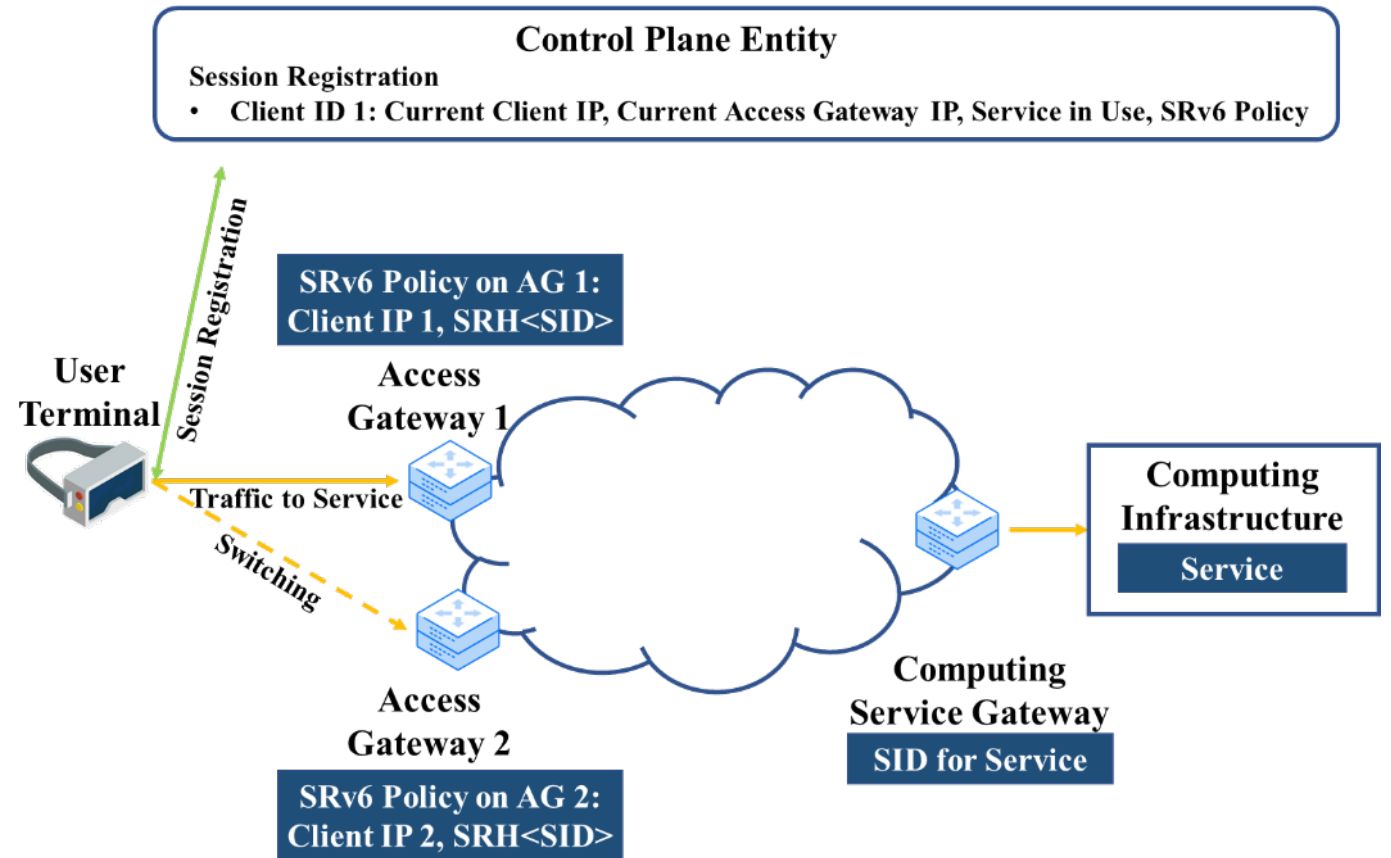 Control Plane Entity
Session Registration
• Client ID 1: Current Client IP, Current Access Gateway IP, Service in Use, SRv6 Policy
Session Registration
SRv6 Policy on AG 1:
Client IP 1, SRH<SID>
User
Terminal
Access
Gateway 1
Traffic to Service
Switching
Computing
Infrastructure
Service
Access
Gateway 2
Computing
Service Gateway
SID for Service
SRv6 Policy on AG 2:
Client IP 2, SRH<SID>